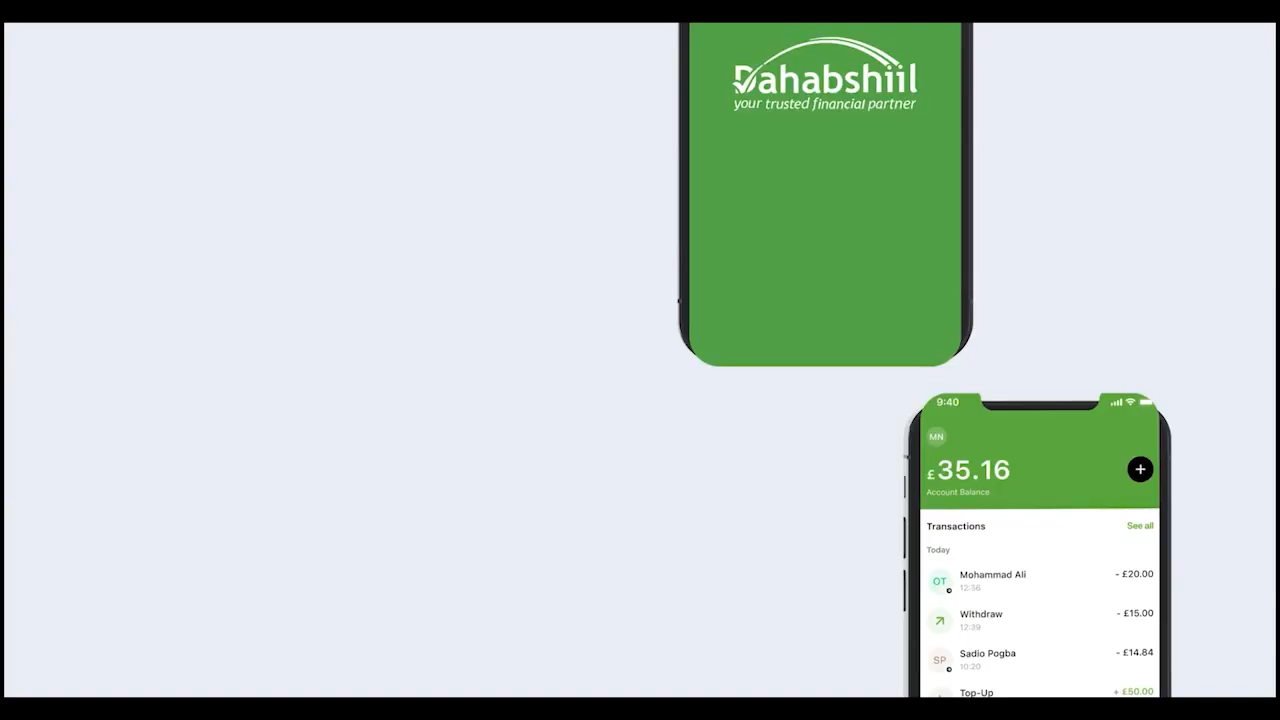 Dahabshiil
your trusted financial partner
9:40
MN
£35.16
Account Balance
Transactions
See all
Today
OT
Mohammad Ali
- £20.00
12:36
Withdraw
- £15.00
12:39
SP
Sadio Pogba
- £14.84
10:20
Top-Up
+ £50.00